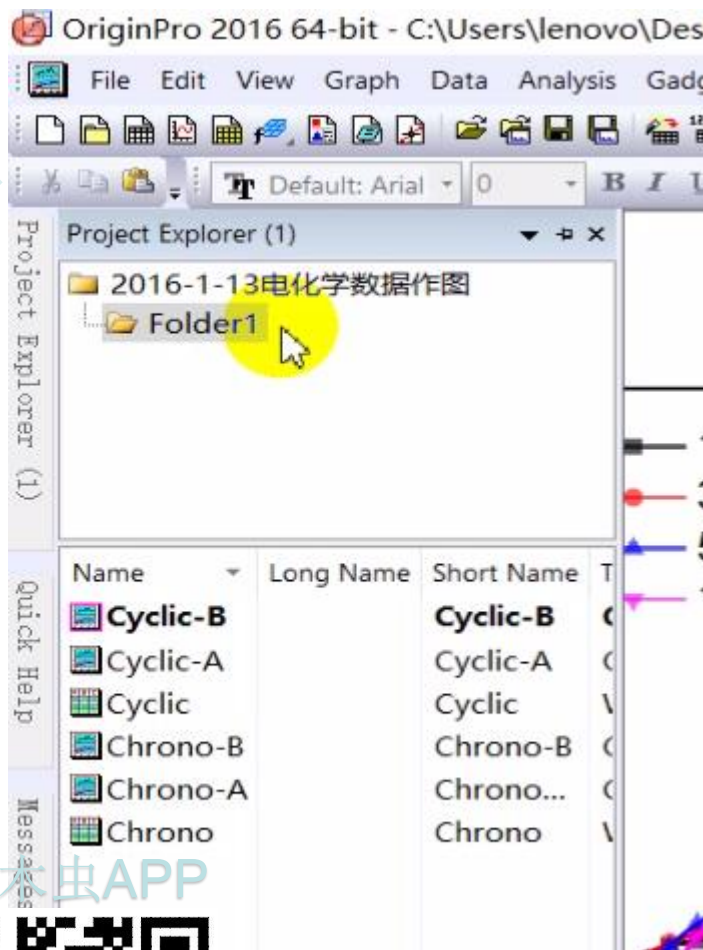 OriginPro 2016 64-bit - C:\Users\lenovo\Des
File Edit View Graph Data Analysis Gadg
Default: Arial 0 B I U
Project Explorer (1)
Project Explorer (1)
2016-1-13电化学数据作图
Folder1
Name Long Name Short Name T
Cyclic-B Cyclic-B
Cyclic-A Cyclic-A
Cyclic Cyclic
Chrono-B Chrono-B
Chrono-A Chrono...
Chrono Chrono
Quick Help
Messages
木虫APP